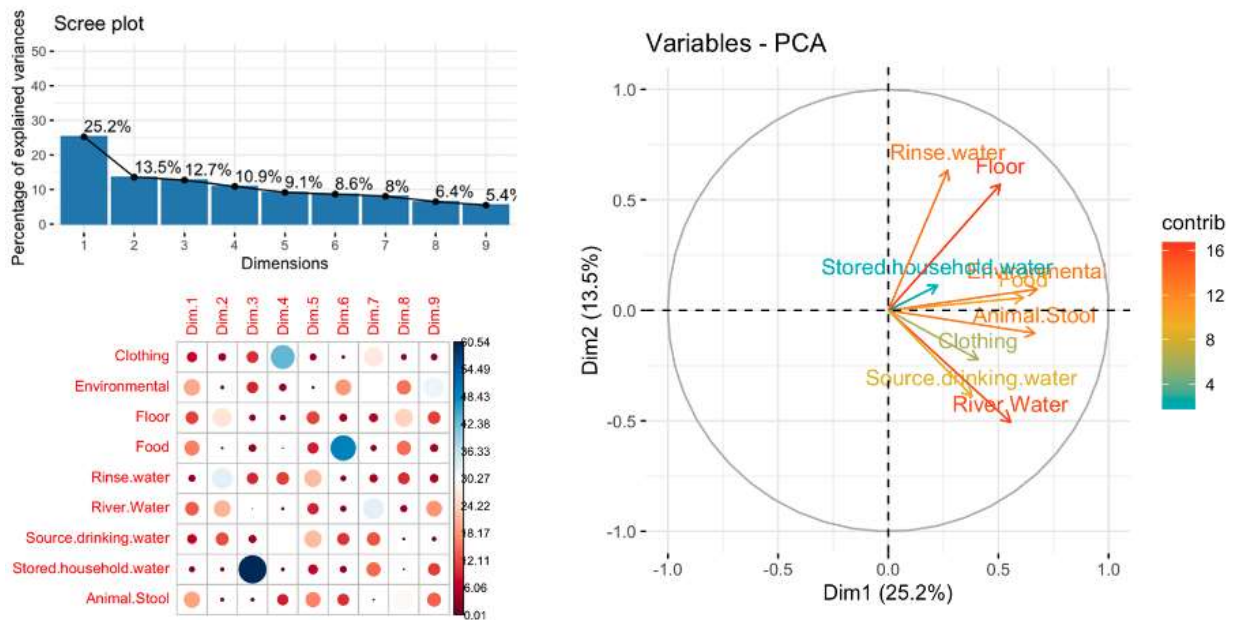 Scree plot
Percentage of explained variances
50
40
30
20
10
0
25.2%
13.5%
12.7%
10.9%
9.1%
8.6%
8%
6.4%
5.4%
1 2 3 4 5 6 7 8 9
Dimensions
Dim.1 Dim.2 Dim.3 Dim.4 Dim.5 Dim.6 Dim.7 Dim.8 Dim.9
Clothing
Environmental
Floor
Food
Rinse.water
River.Water
Source.drinking.water
Stored.household.water
Animal.Stool
60.54
54.49
48.43
42.36
36.33
30.27
24.22
18.17
12.11
6.06
0.01
Variables - PCA
Dim2 (13.5%)
1.0
0.5
0.0
-0.5
-1.0
Rinse.water
Floor
Stored.household.water
Environmental
Food
Animal.Stool
Clothing
Source.drinking.water
River.Water
-1.0 -0.5 0.0 0.5 1.0
Dim1 (25.2%)
contrib
16
12
8
4